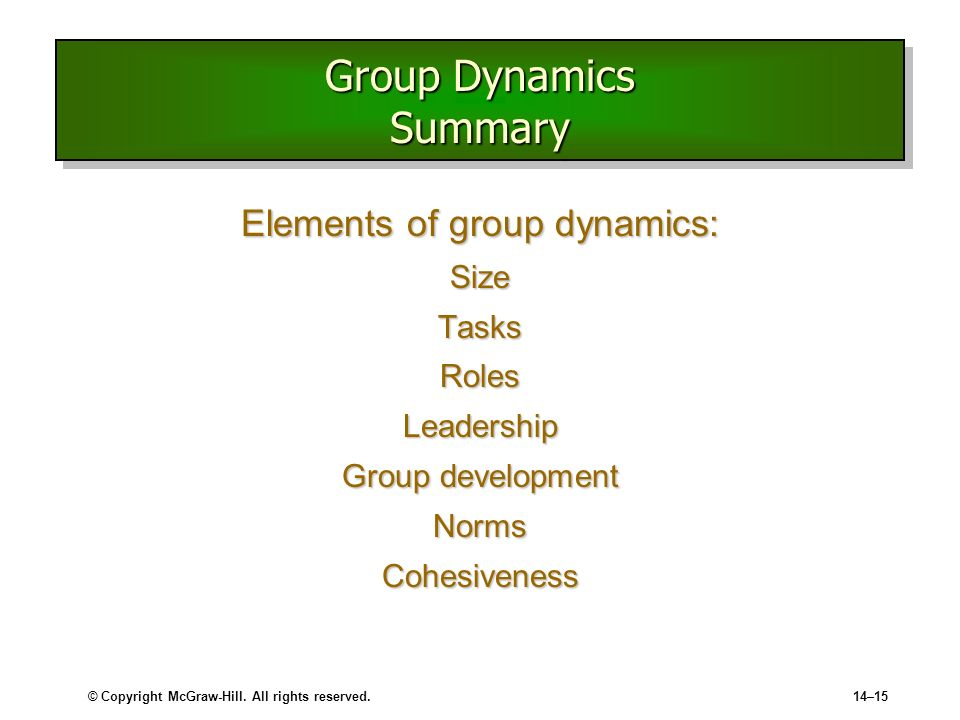 Group Dynamics
Summary
Elements of group dynamics:
Size
Tasks
Roles
Leadership
Group development
Norms
Cohesiveness
© Copyright McGraw-Hill. All rights reserved. 14–15